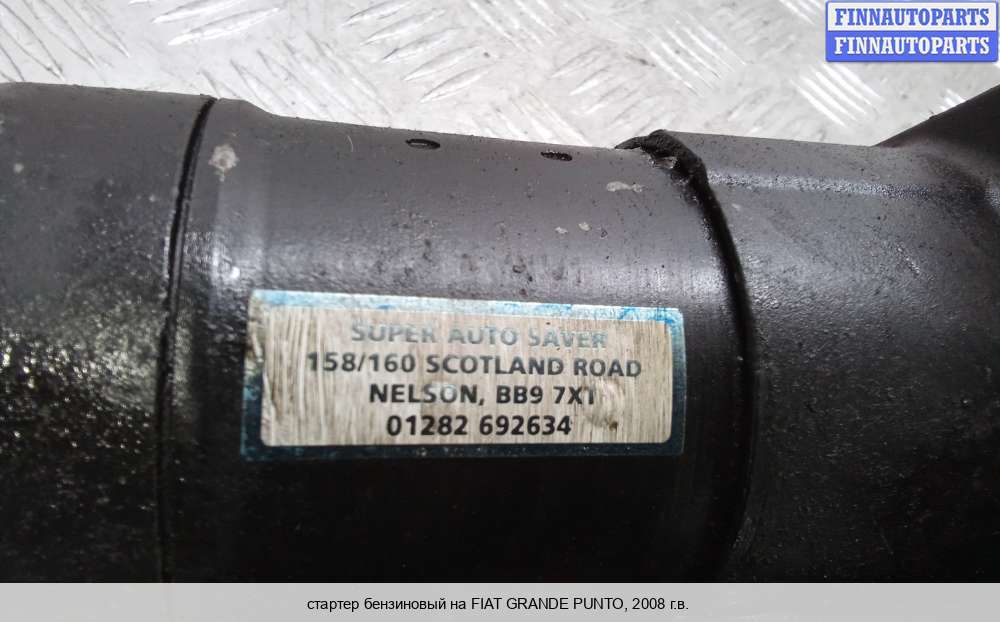 FINNAUTOPARTS
FINNAUTOPARTS
SUPER AUTO SAVER
158/160 SCOTLAND ROAD
NELSON, BB9 7XT
01282 692634
стартер бензиновый на FIAT GRANDE PUNTO, 2008 г.в.